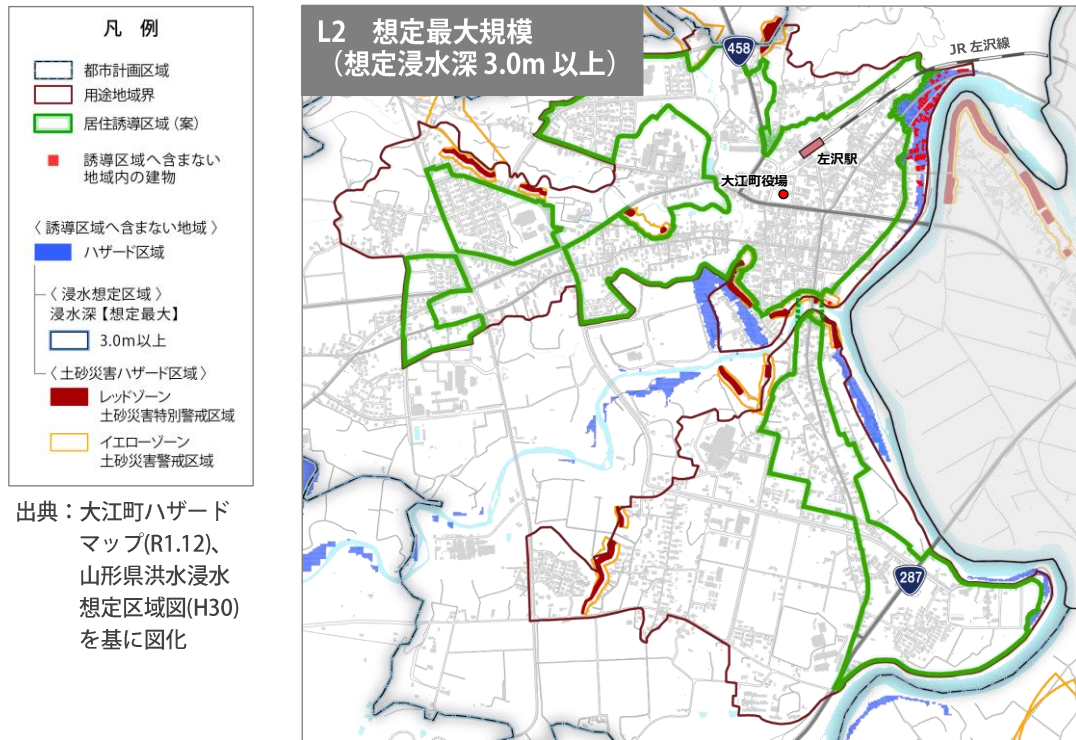 凡 例
都市計画区域
用途地域界
居住誘導区域（案）
誘導区域へ含まない
地域内の建物
〈 誘導区域へ含まない地域 〉
ハザード区域
〈 浸水想定区域 〉
浸水深【想定最大】
3.0m以上
〈 土砂災害ハザード区域 〉
レッドゾーン
土砂災害特別警戒区域
イエローゾーン
土砂災害警戒区域
出典：大江町ハザード
マップ(R1.12)、
山形県洪水浸水
想定区域図(H30)
を基に図化
L2 想定最大規模
（想定浸水深 3.0m 以上）
458
JR 左沢線
左沢駅
大江町役場
287